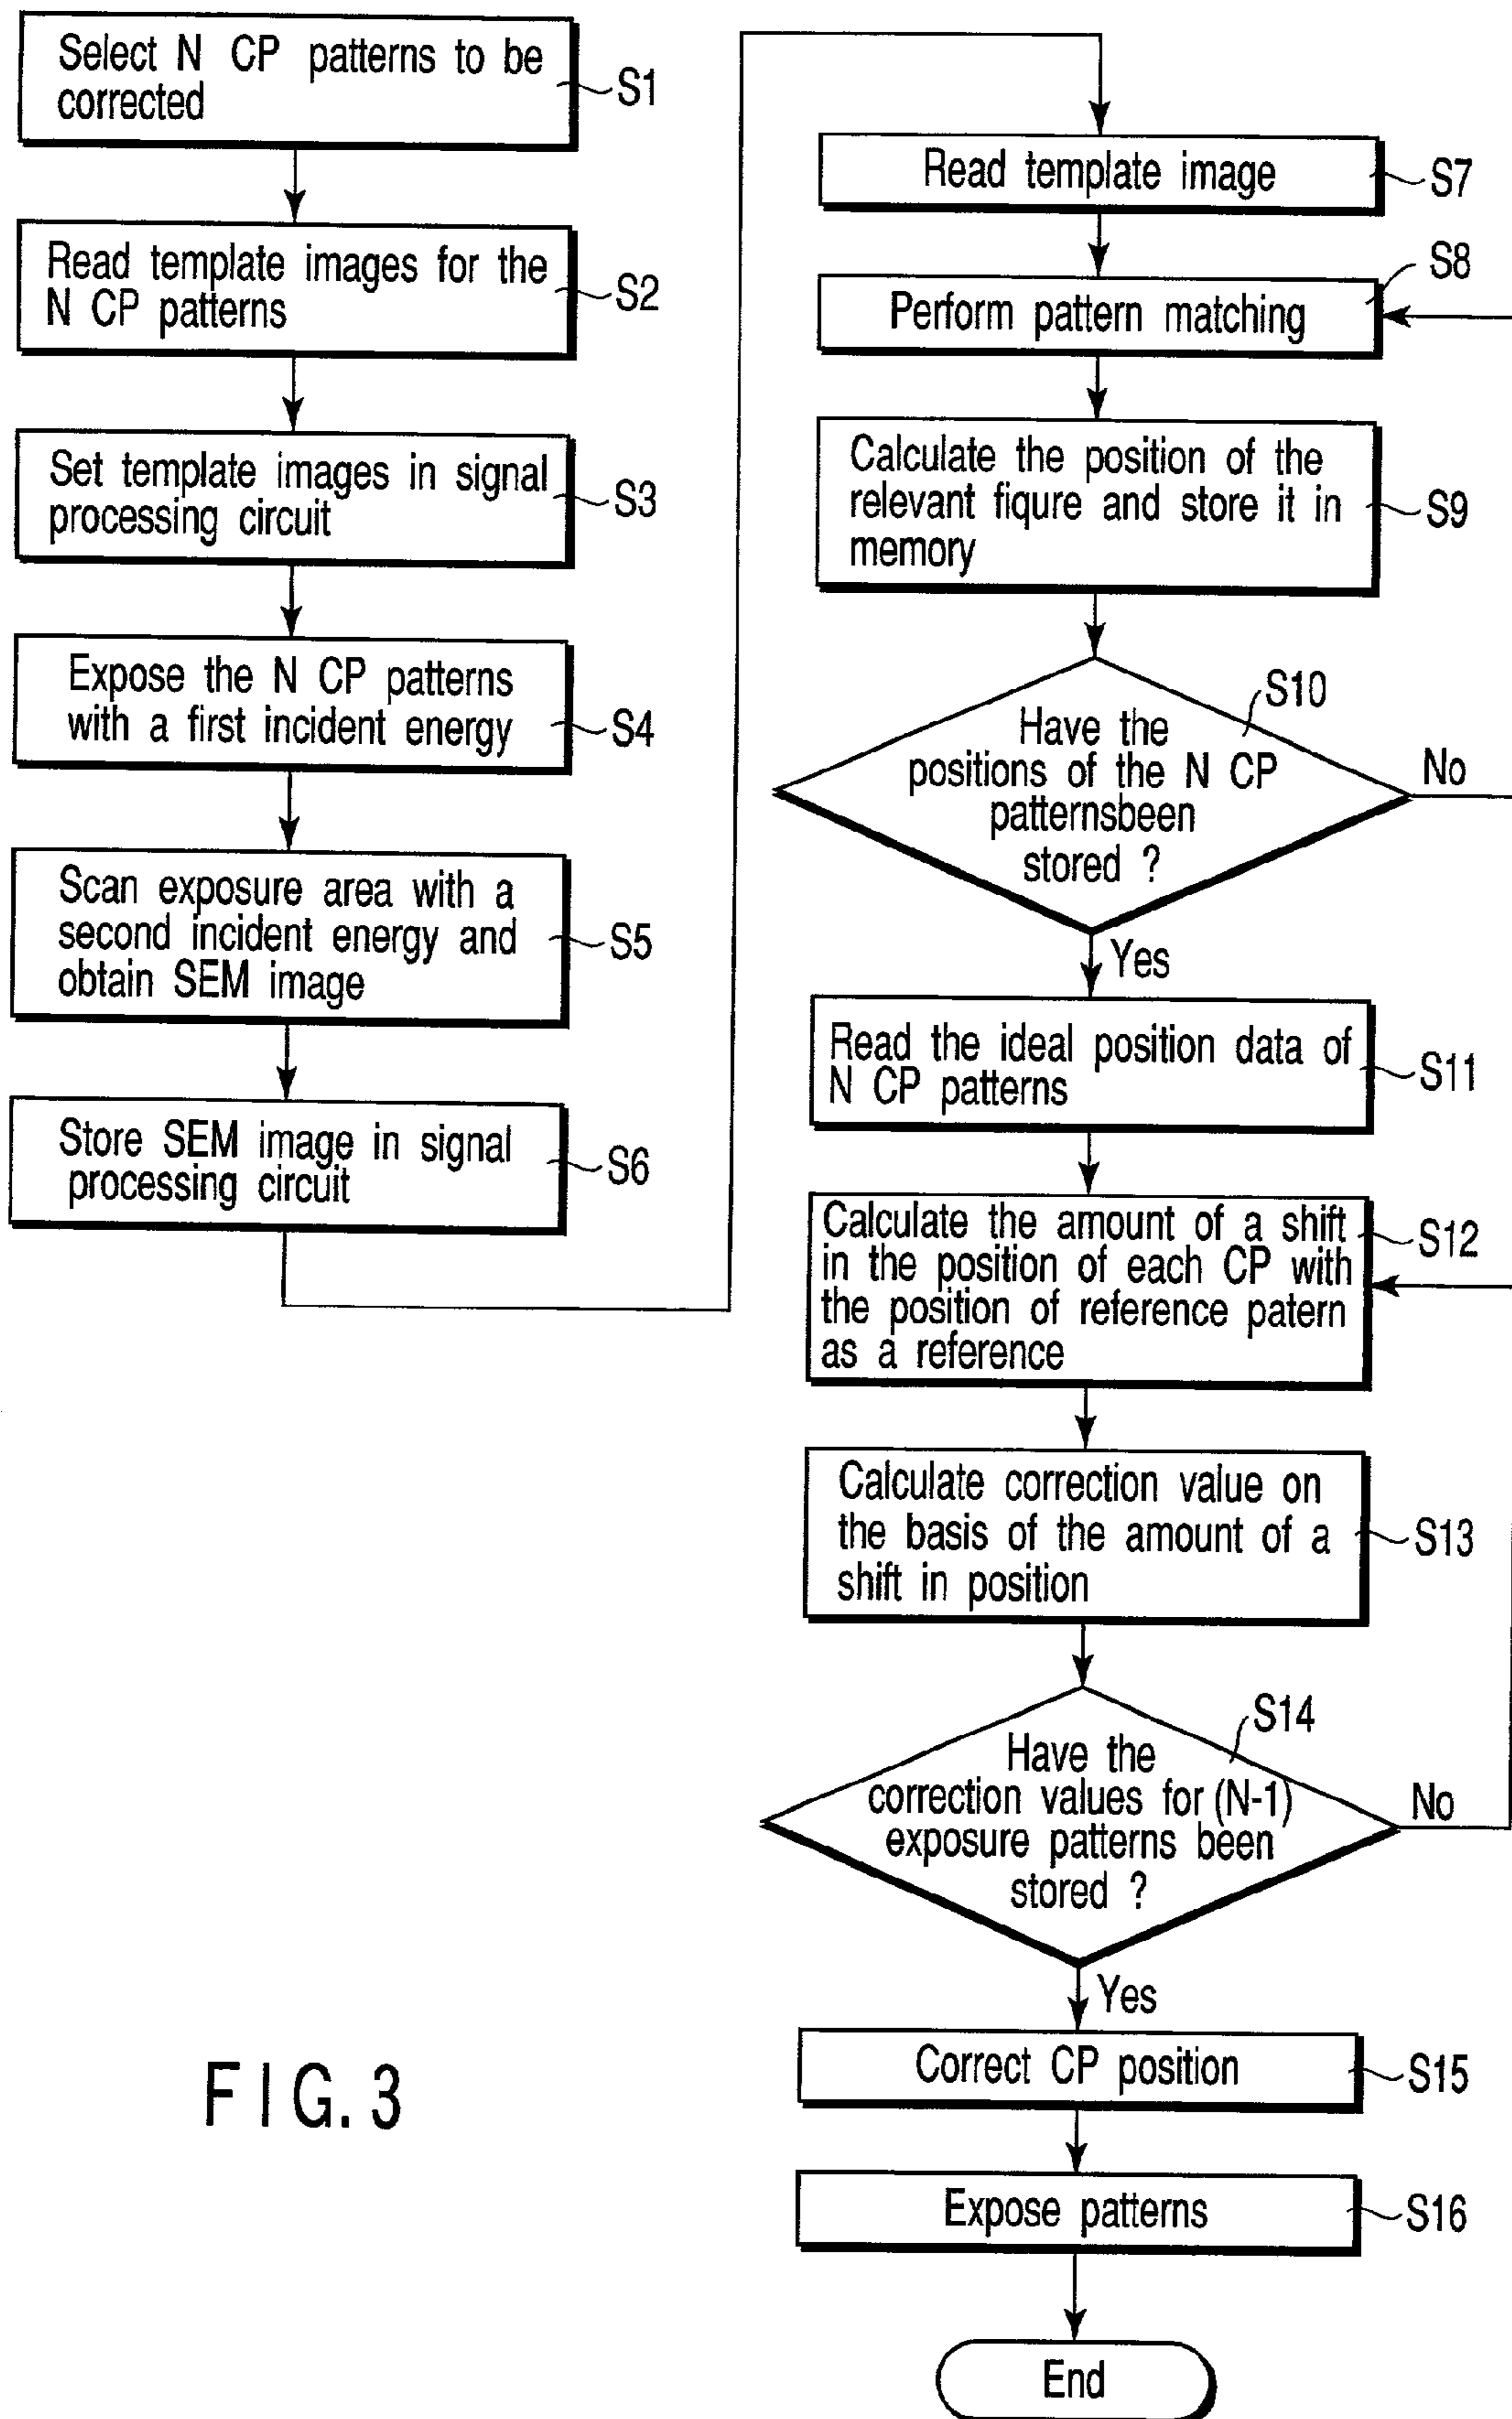 Select N CP patterns to be
corrected
S1
Read template images for the
N CP patterns
S2
Set template images in signal
processing circuit
S3
Expose the N CP patterns
with a first incident energy
S4
Scan exposure area with a
second incident energy and
obtain SEM image
S5
Store SEM image in signal
processing circuit
S6
Read template image
S7
Perform pattern matching
S8
Calculate the position of the
relevant fiqure and store it in
memory
S9
Have the
positions of the N CP
patternsbeen
stored ?
S10
No
Yes
Read the ideal position data of
N CP patterns
S11
Calculate the amount of a shift
in the position of each CP with
the position of reference patern
as a reference
S12
Calculate correction value on
the basis of the amount of a
shift in position
S13
Have the
correction values for (N-1)
exposure patterns been
stored ?
S14
No
Yes
Correct CP position
S15
Expose patterns
S16
End
FIG. 3